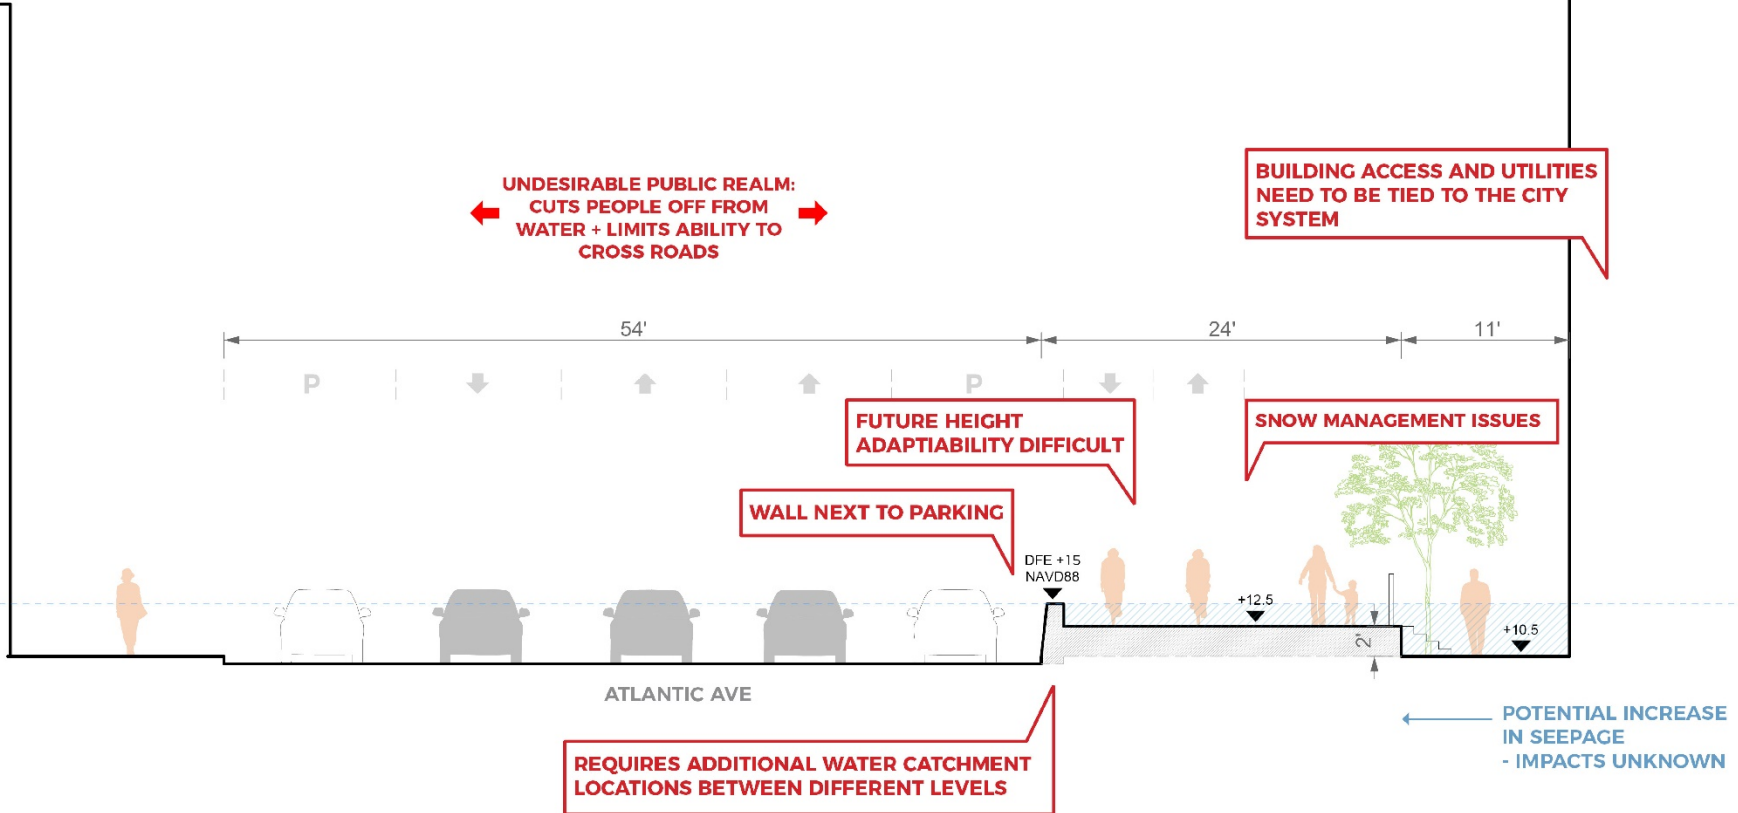 BUILDING ACCESS AND UTILITIES
NEED TO BE TIED TO THE CITY
SYSTEM
UNDESIRABLE PUBLIC REALM:
CUTS PEOPLE OFF FROM
WATER + LIMITS ABILITY TO
CROSS ROADS
54'
24'
11'
P
P
FUTURE HEIGHT
ADAPTIABILITY DIFFICULT
SNOW MANAGEMENT ISSUES
WALL NEXT TO PARKING
DFE +15
NAVD88
+12.5
2'
+10.5
ATLANTIC AVE
POTENTIAL INCREASE
IN SEEPAGE
- IMPACTS UNKNOWN
REQUIRES ADDITIONAL WATER CATCHMENT
LOCATIONS BETWEEN DIFFERENT LEVELS